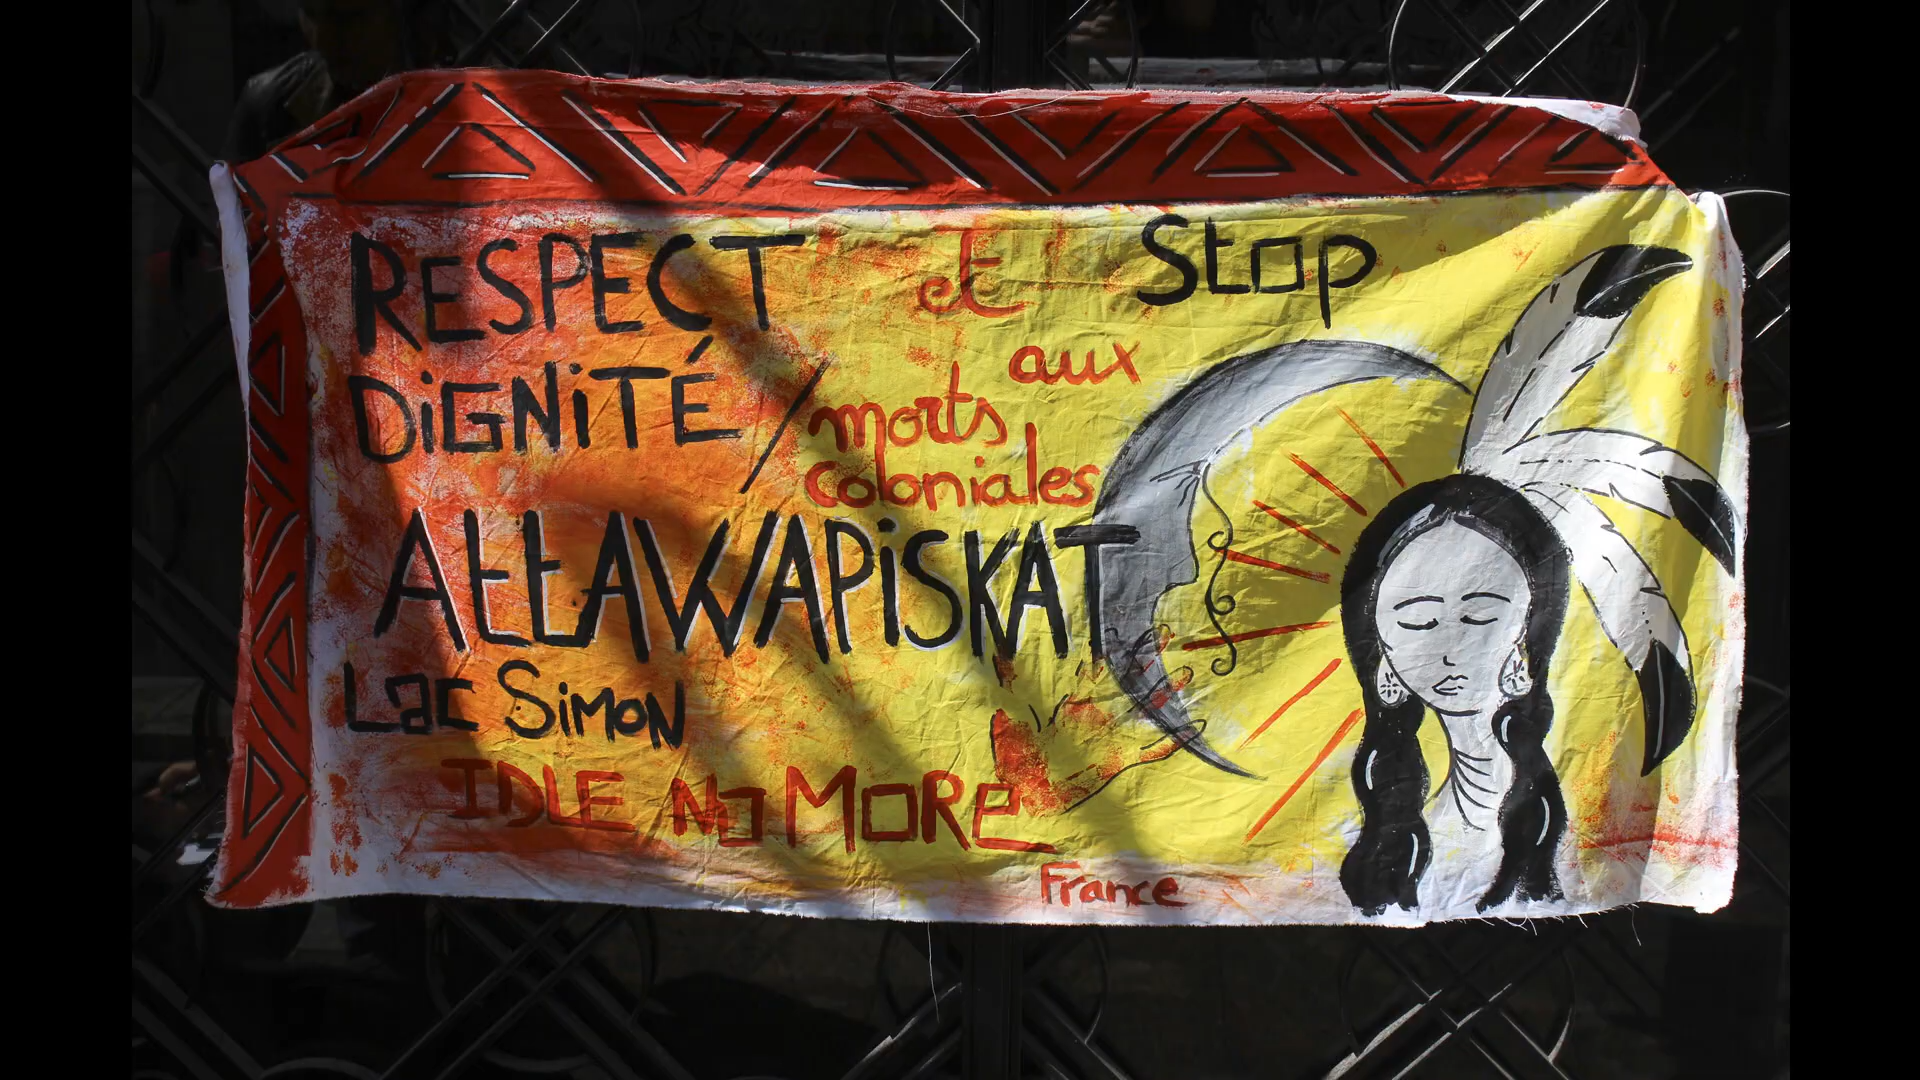 RESPECT et Stop
DiGNiTÉ / aux
morts
coloniales
ATTAWAPiSKAT
Lac SiMON
IDLE No MORe
France